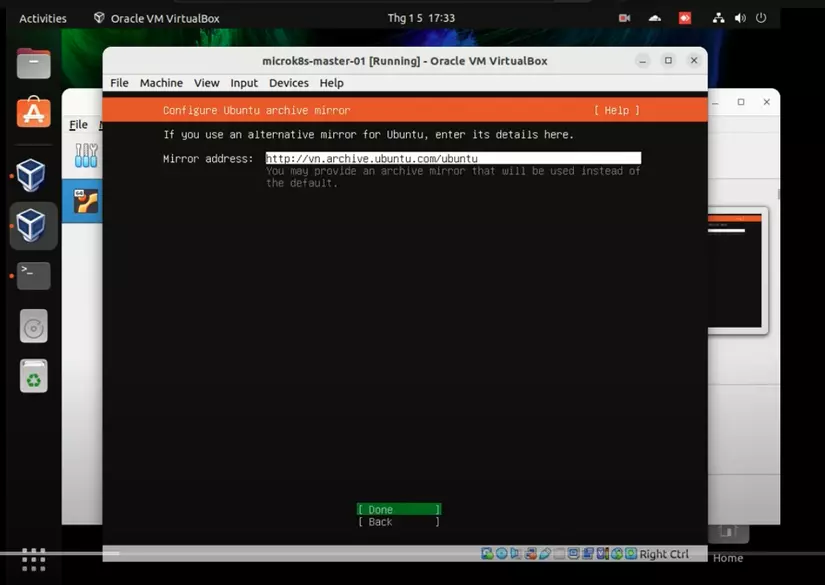 Activities
Oracle VM VirtualBox
Thg 1 5 17:33
microk8s-master-01 [Running] - Oracle VM VirtualBox
File Machine View Input Devices Help
File
Configure Ubuntu archive mirror [ Help ]
If you use an alternative mirror for Ubuntu, enter its details here.
Mirror address: http://vn.archive.ubuntu.com/ubuntu
You may provide an archive mirror that will be used instead of
the default.
[ Done ]
[ Back ]
Right Ctrl
Home